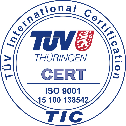 TÜV International Certification
TÜV
THÜRINGEN
CERT
ISO 9001
15 100 138542
TIC